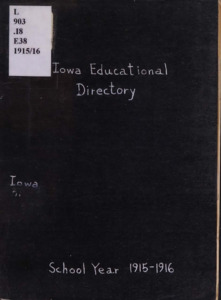 L
903
.I8
E38
1915/16
Iowa Educational
Directory
Iowa
School Year 1915-1916